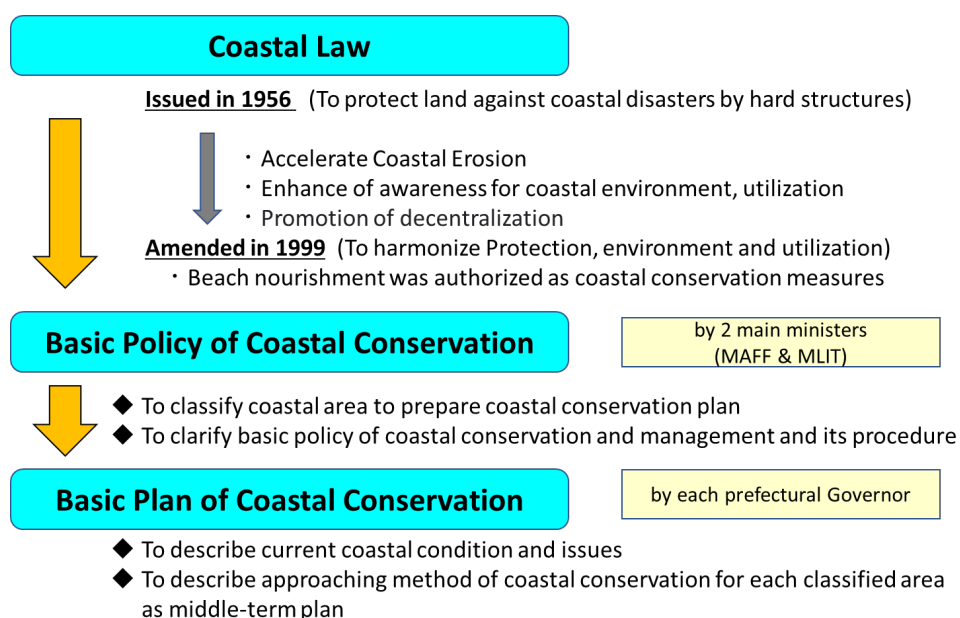 Coastal Law
Issued in 1956 (To protect land against coastal disasters by hard structures)
・Accelerate Coastal Erosion
・Enhance of awareness for coastal environment, utilization
・Promotion of decentralization
Amended in 1999 (To harmonize Protection, environment and utilization)
・Beach nourishment was authorized as coastal conservation measures
Basic Policy of Coastal Conservation
by 2 main ministers
(MAFF & MLIT)
◆ To classify coastal area to prepare coastal conservation plan
◆ To clarify basic policy of coastal conservation and management and its procedure
Basic Plan of Coastal Conservation
by each prefectural Governor
◆ To describe current coastal condition and issues
◆ To describe approaching method of coastal conservation for each classified area
as middle-term plan